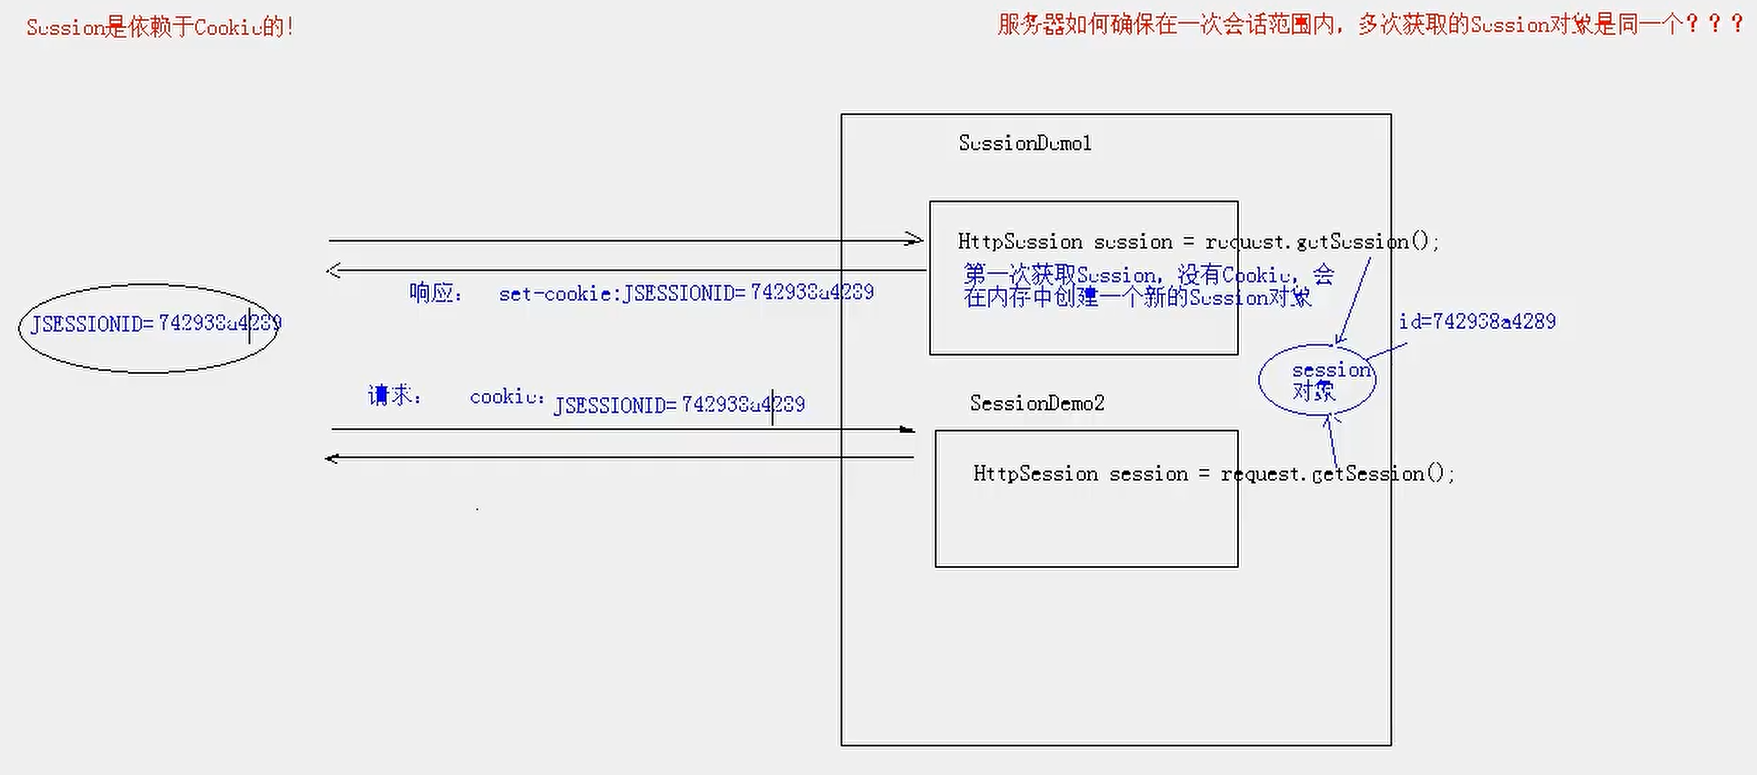 Session是依赖于Cookie的!
服务器如何确保在一次会话范围内，多次获取的Session对象是同一个？？？
SessionDemo1
HttpSession session = request.getSession();
第一次获取Session，没有Cookie，会
在内存中创建一个新的Session对象
响应： set-cookie:JSESSIONID=742938a4289
JSESSIONID=742938a4289
id=742938a4289
session
对象
请求： cookie：JSESSIONID=742938a4289
SessionDemo2
HttpSession session = request.getSession();